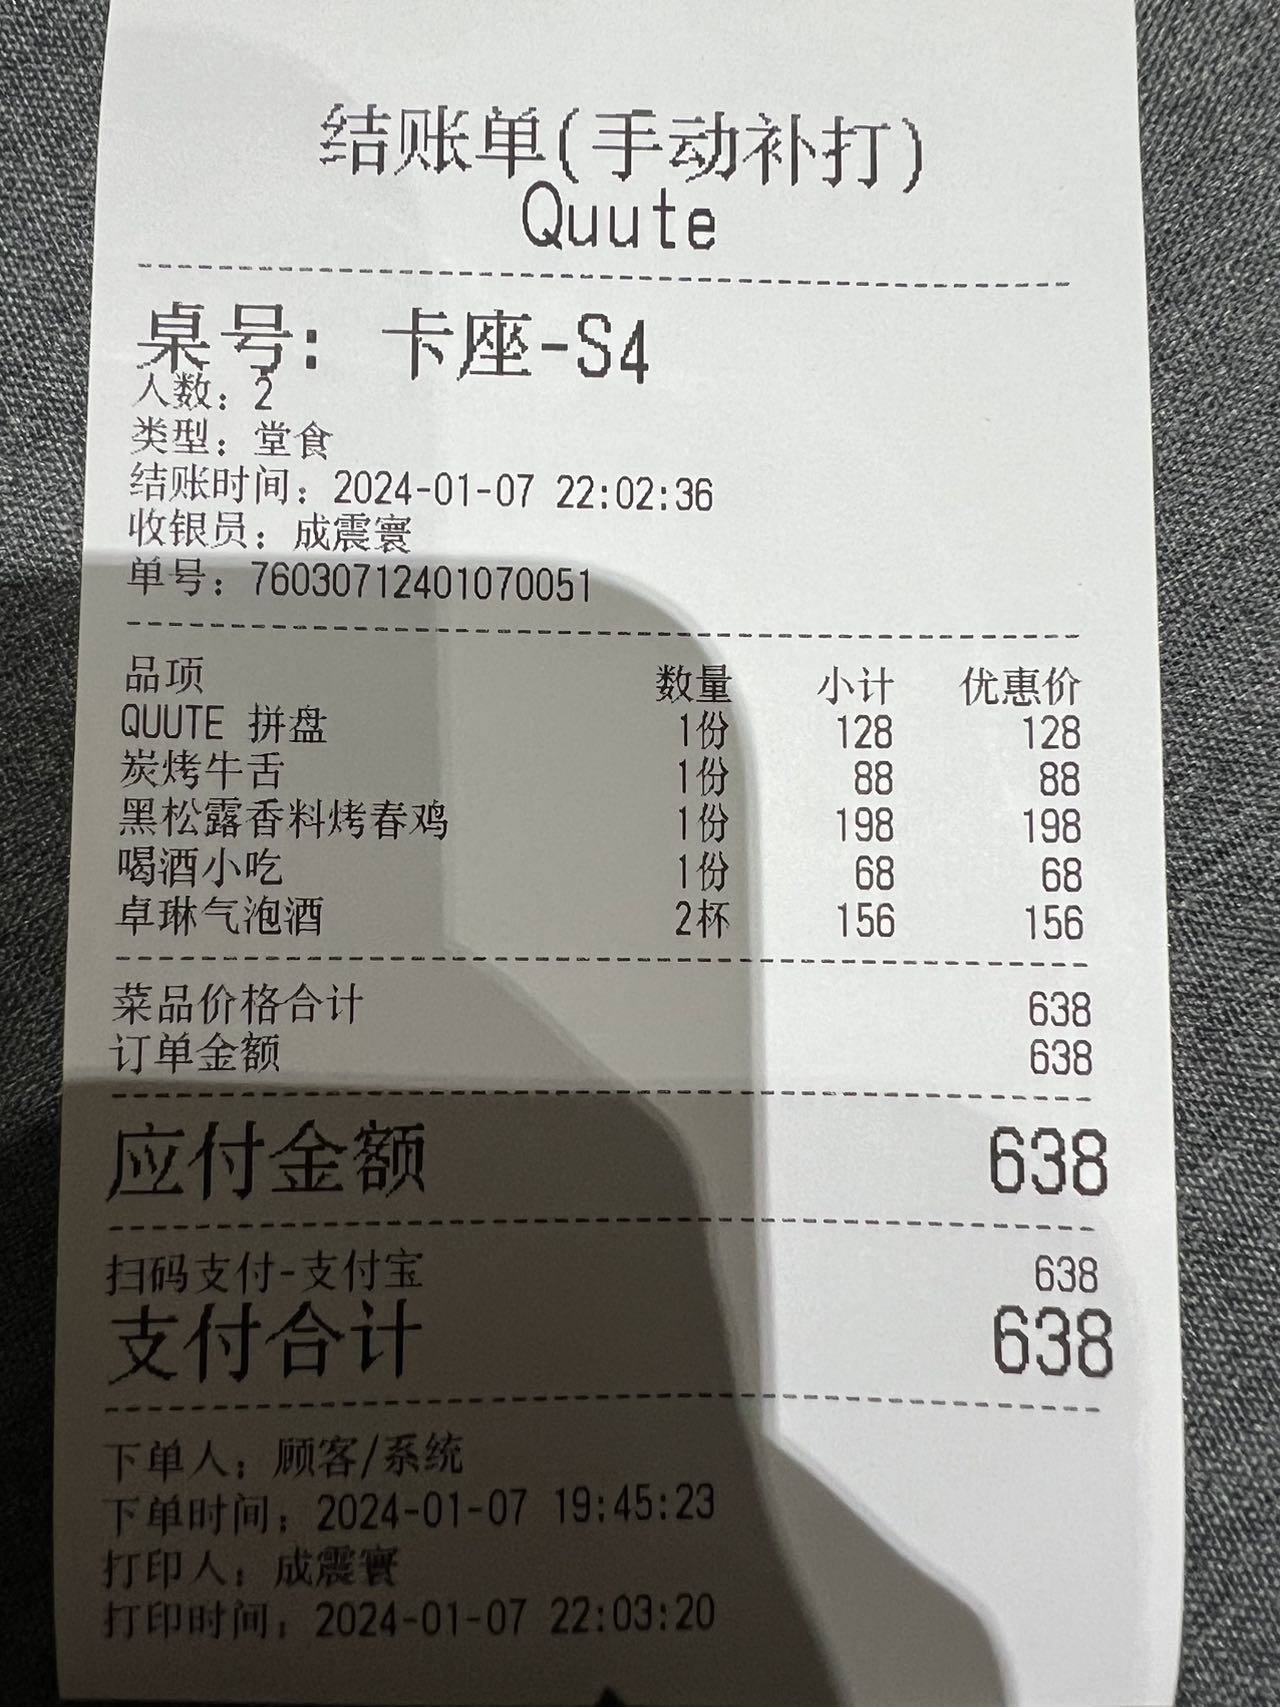 结账单(手动补打)
Quute
桌号: 卡座-S4
人数: 2
类型: 堂食
结账时间: 2024-01-07 22:02:36
收银员: 成震寰
单号: 76030712401070051
品项 数量 小计 优惠价
QUUTE 拼盘 1份 128 128
炭烤牛舌 1份 88 88
黑松露香料烤春鸡 1份 198 198
喝酒小吃 1份 68 68
卓琳气泡酒 2杯 156 156
菜品价格合计 638
订单金额 638
应付金额 638
扫码支付-支付宝 638
支付合计 638
下单人: 顾客/系统
下单时间: 2024-01-07 19:45:23
打印人: 成震寰
打印时间: 2024-01-07 22:03:20